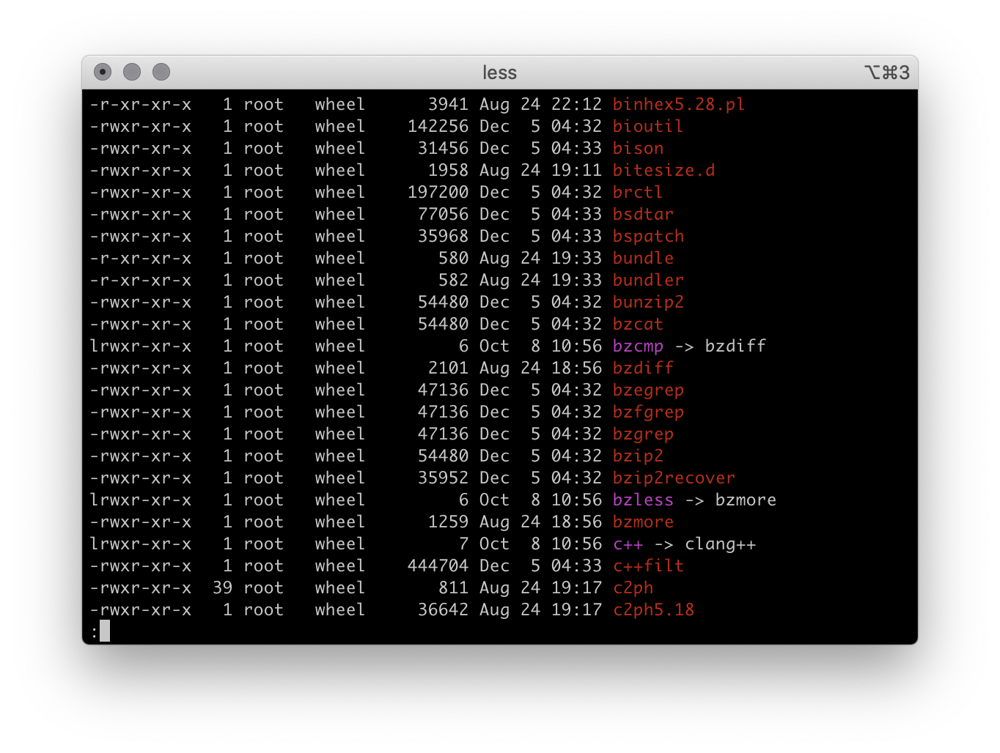 less ⌥⌘3
-r-xr-xr-x   1 root   wheel      3941 Aug 24 22:12 binhex5.28.pl
-rwxr-xr-x   1 root   wheel    142256 Dec  5 04:32 bioutil
-rwxr-xr-x   1 root   wheel     31456 Dec  5 04:33 bison
-rwxr-xr-x   1 root   wheel      1958 Aug 24 19:11 bitesize.d
-rwxr-xr-x   1 root   wheel    197200 Dec  5 04:32 brctl
-rwxr-xr-x   1 root   wheel     77056 Dec  5 04:33 bsdtar
-rwxr-xr-x   1 root   wheel     35968 Dec  5 04:33 bspatch
-r-xr-xr-x   1 root   wheel       580 Aug 24 19:33 bundle
-r-xr-xr-x   1 root   wheel       582 Aug 24 19:33 bundler
-rwxr-xr-x   1 root   wheel     54480 Dec  5 04:32 bunzip2
-rwxr-xr-x   1 root   wheel     54480 Dec  5 04:32 bzcat
lrwxr-xr-x   1 root   wheel         6 Oct  8 10:56 bzcmp -> bzdiff
-rwxr-xr-x   1 root   wheel      2101 Aug 24 18:56 bzdiff
-rwxr-xr-x   1 root   wheel     47136 Dec  5 04:32 bzegrep
-rwxr-xr-x   1 root   wheel     47136 Dec  5 04:32 bzfgrep
-rwxr-xr-x   1 root   wheel     47136 Dec  5 04:32 bzgrep
-rwxr-xr-x   1 root   wheel     54480 Dec  5 04:32 bzip2
-rwxr-xr-x   1 root   wheel     35952 Dec  5 04:32 bzip2recover
lrwxr-xr-x   1 root   wheel         6 Oct  8 10:56 bzless -> bzmore
-rwxr-xr-x   1 root   wheel      1259 Aug 24 18:56 bzmore
lrwxr-xr-x   1 root   wheel         7 Oct  8 10:56 c++ -> clang++
-rwxr-xr-x   1 root   wheel    444704 Dec  5 04:33 c++filt
-rwxr-xr-x  39 root   wheel       811 Aug 24 19:17 c2ph
-rwxr-xr-x   1 root   wheel     36642 Aug 24 19:17 c2ph5.18
: